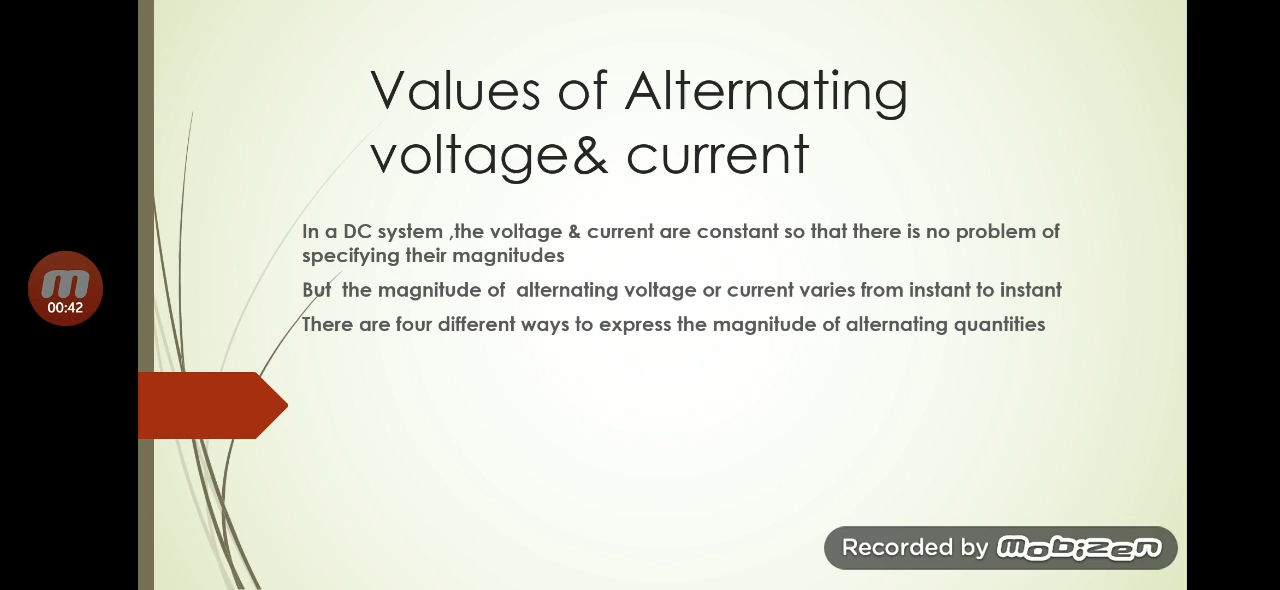 Values of Alternating
voltage& current
In a DC system ,the voltage & current are constant so that there is no problem of
specifying their magnitudes
But  the magnitude of  alternating voltage or current varies from instant to instant
There are four different ways to express the magnitude of alternating quantities
m
00:42
Recorded by mobizen